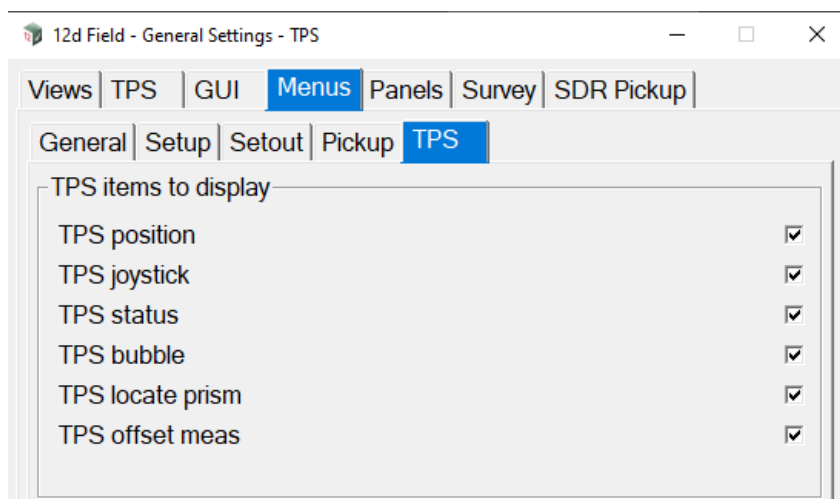 12d Field - General Settings - TPS
Views TPS GUI Menus Panels Survey SDR Pickup
General Setup Setout Pickup TPS
TPS items to display
TPS position
TPS joystick
TPS status
TPS bubble
TPS locate prism
TPS offset meas